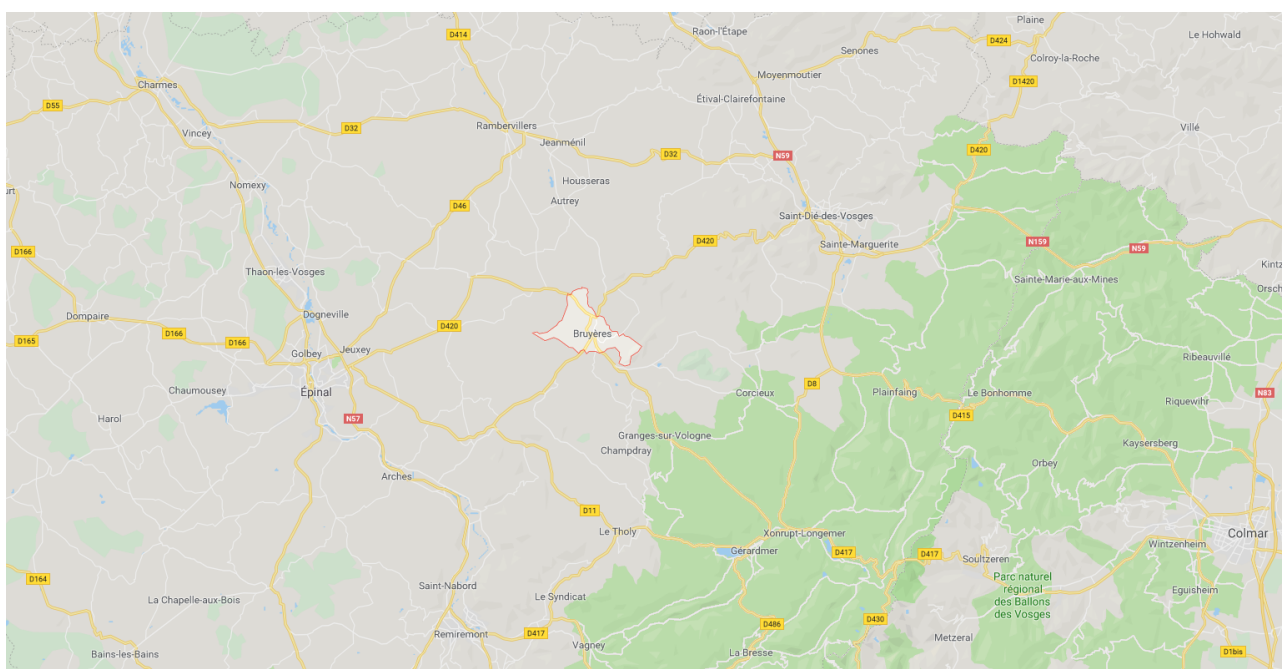 Plaine
Raon-l'Étape
Le Hohwald
D414
D424
Senones
Colroy-la-Roche
Moyenmoutier
D1420
Charmes
Étival-Clairefontaine
D55
Rambervillers
Villé
D32
Vincey
Jeanménil
D420
D32
N59
Housseras
Nomexy
Autrey
D46
Saint-Dié-des-Vosges
D420
Sainte-Marguerite
N159
N59
D166
Thaon-les-Vosges
Sainte-Marie-aux-Mines
Kintz
Orsch
Dompaire
Dogneville
D420
Bruyères
D166
D166
D165
Golbey
Jeuxey
Ribeauvillé
D8
Chaumousey
Épinal
Corcieux
Plainfaing
Le Bonhomme
N83
Riquewihr
Harol
N57
D415
Granges-sur-Vologne
Kaysersberg
Champdray
Orbey
Arches
D11
Le Tholy
Xonrupt-Longemer
Colmar
Gérardmer
D417
D417
Wintzenheim
Soultzeren
D164
Parc naturel
régional
des Ballons
des Vosges
Saint-Nabord
Eguisheim
La Chapelle-aux-Bois
Le Syndicat
D430
D486
Remiremont
D417
Metzeral
Vagney
Bains-les-Bains
La Bresse
D1bis